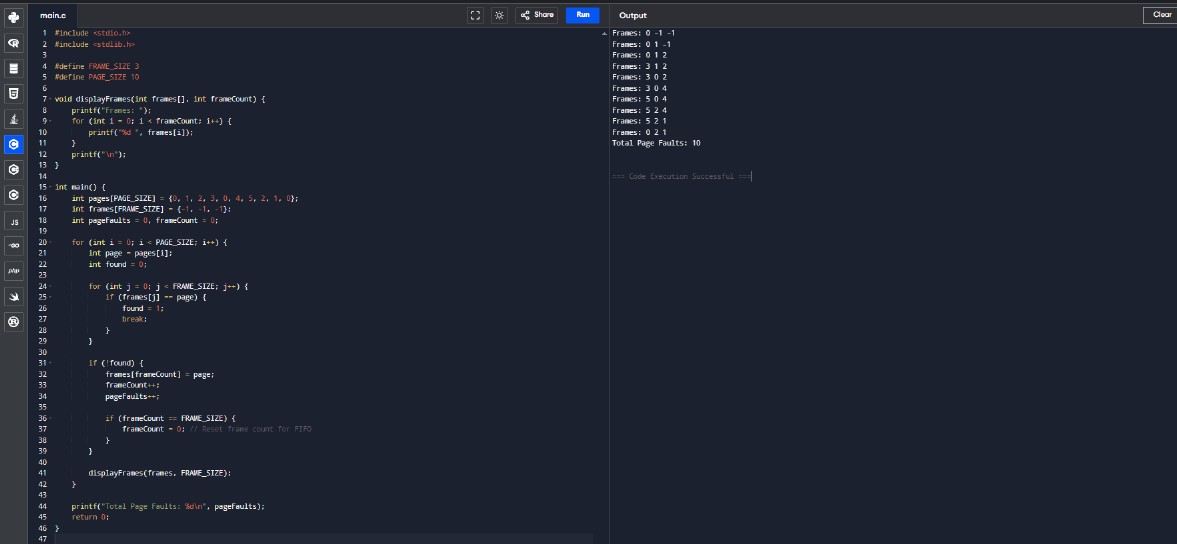 main.c
Share
Run
Output
Clear
1 #include <stdio.h>
2 #include <stdlib.h>
3
4 #define FRAME_SIZE 3
5 #define PAGE_SIZE 10
6
7 void displayFrames(int frames[], int frameCount) {
8 printf("Frames: ");
9 for (int i = 0; i < frameCount; i++) {
10 printf("%d ", frames[i]);
11 }
12 printf("\n");
13 }
14
15 int main() {
16 int pages[PAGE_SIZE] = {0, 1, 2, 3, 0, 4, 5, 2, 1, 0};
17 int frames[FRAME_SIZE] = {-1, -1, -1};
18 int pageFaults = 0, frameCount = 0;
19
20 for (int i = 0; i < PAGE_SIZE; i++) {
21 int page = pages[i];
22 int found = 0;
23
24 for (int j = 0; j < FRAME_SIZE; j++) {
25 if (frames[j] == page) {
26 found = 1;
27 break;
28 }
29 }
30
31 if (!found) {
32 frames[frameCount] = page;
33 frameCount++;
34 pageFaults++;
35
36 if (frameCount == FRAME_SIZE) {
37 frameCount = 0; // Reset frame count for FIFO
38 }
39 }
40
41 displayFrames(frames, FRAME_SIZE);
42 }
43
44 printf("Total Page Faults: %d\n", pageFaults);
45 return 0;
46 }
47
Frames: 0 -1 -1
Frames: 0 1 -1
Frames: 0 1 2
Frames: 3 1 2
Frames: 3 0 2
Frames: 3 0 4
Frames: 5 0 4
Frames: 5 2 4
Frames: 5 2 1
Frames: 0 2 1
Total Page Faults: 10
=== Code Execution Successful ===
JS
GO
php